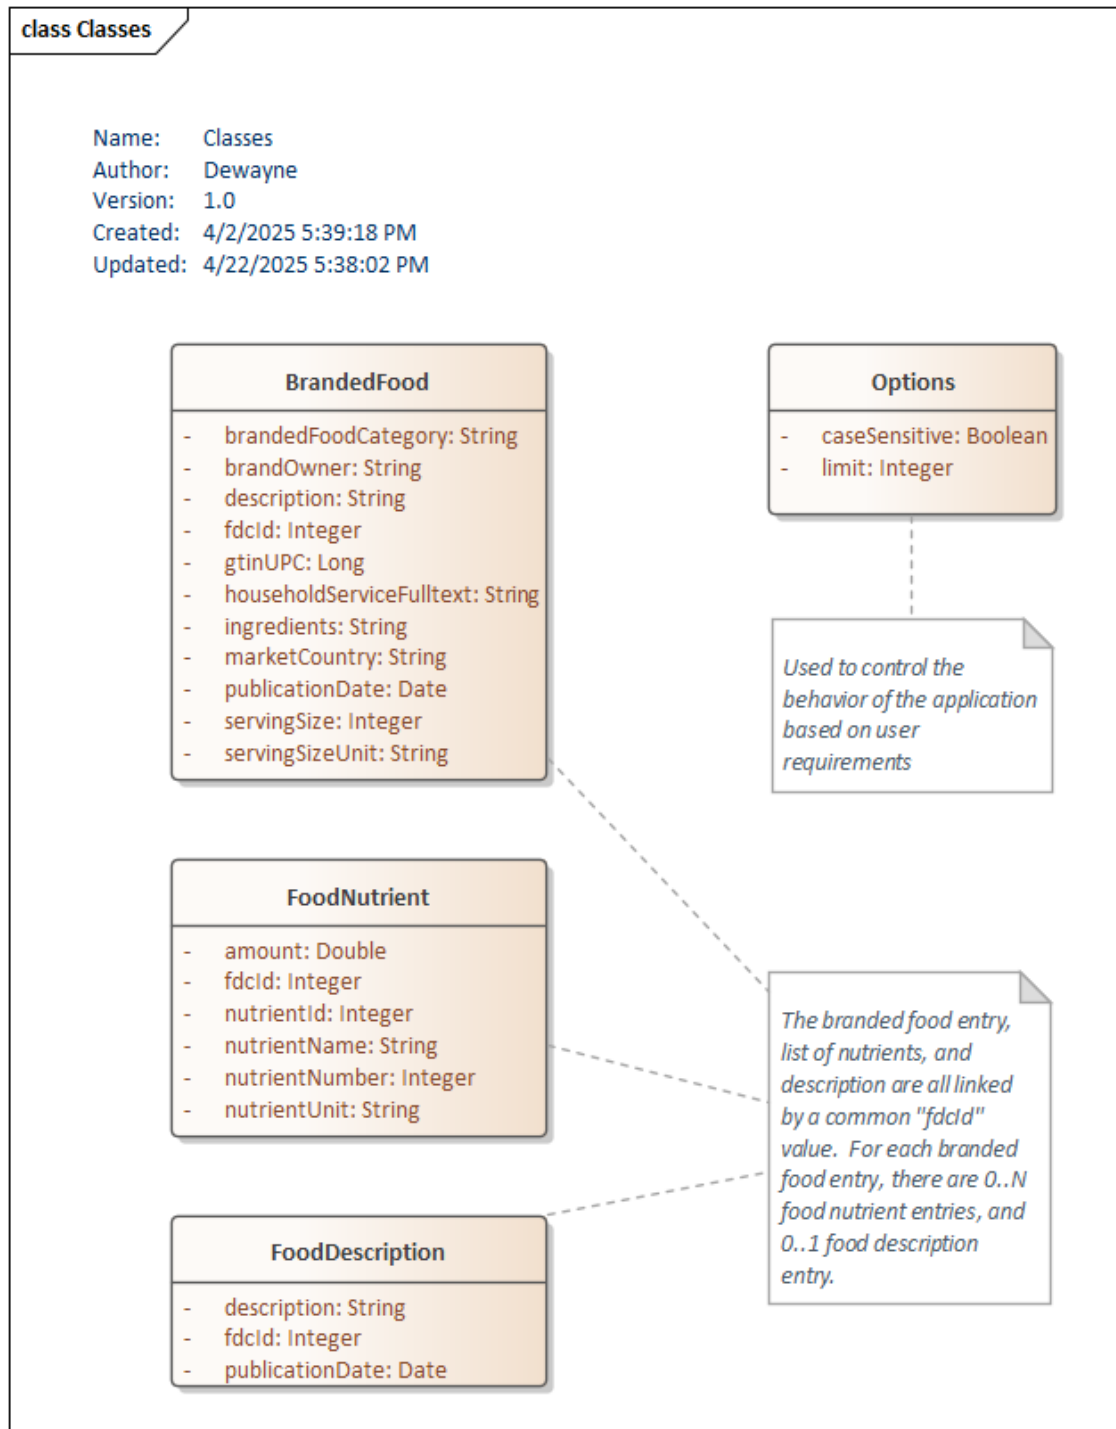 class Classes
Name: Classes
Author: Dewayne
Version: 1.0
Created: 4/2/2025 5:39:18 PM
Updated: 4/22/2025 5:38:02 PM
BrandedFood
- brandedFoodCategory: String
- brandOwner: String
- description: String
- fdcId: Integer
- gtinUPC: Long
- householdServiceFulltext: String
- ingredients: String
- marketCountry: String
- publicationDate: Date
- servingSize: Integer
- servingSizeUnit: String
Options
- caseSensitive: Boolean
- limit: Integer
Used to control the
behavior of the application
based on user
requirements
FoodNutrient
- amount: Double
- fdcId: Integer
- nutrientId: Integer
- nutrientName: String
- nutrientNumber: Integer
- nutrientUnit: String
The branded food entry,
list of nutrients, and
description are all linked
by a common "fdcId"
value.  For each branded
food entry, there are 0..N
food nutrient entries, and
0..1 food description
entry.
FoodDescription
- description: String
- fdcId: Integer
- publicationDate: Date